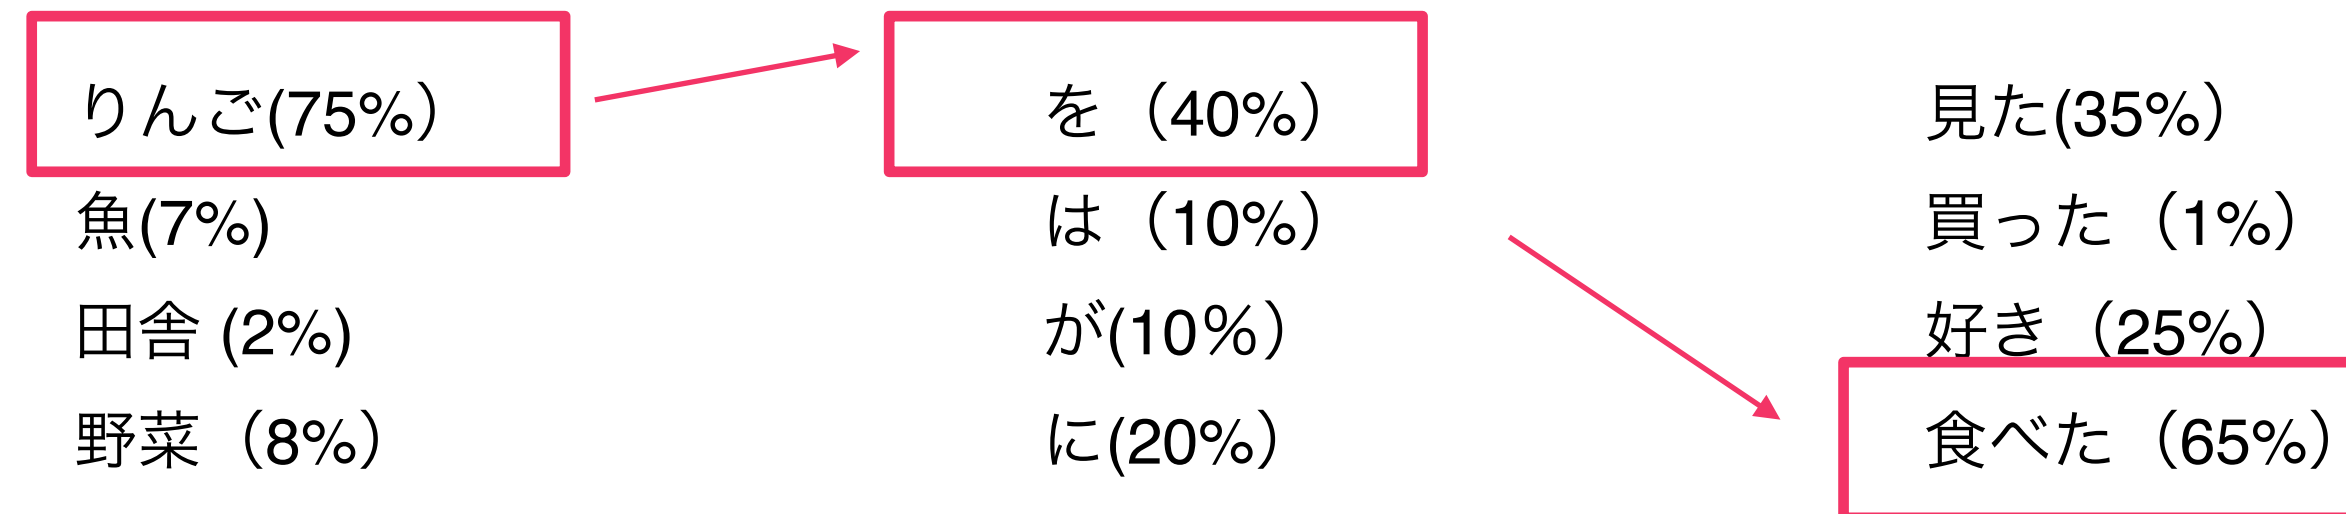 りんご(75%）
魚(7%)
田舎 (2%)
野菜（8%）
を（40%）
は（10%）
が(10％）
に(20%）
見た(35%）
買った（1%）
好き（25%）
食べた（65%）